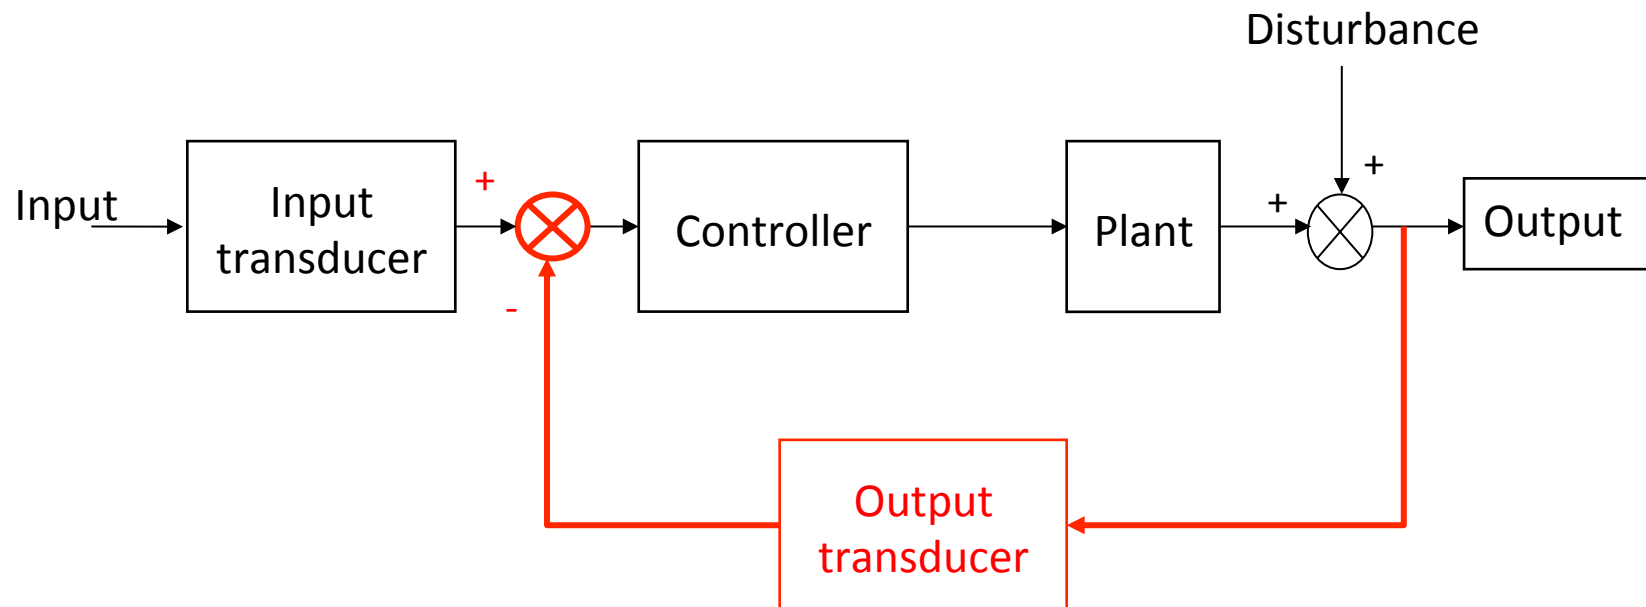 Disturbance
Input
Input
transducer
+
-
Controller
Plant
+
+
Output
Output
transducer